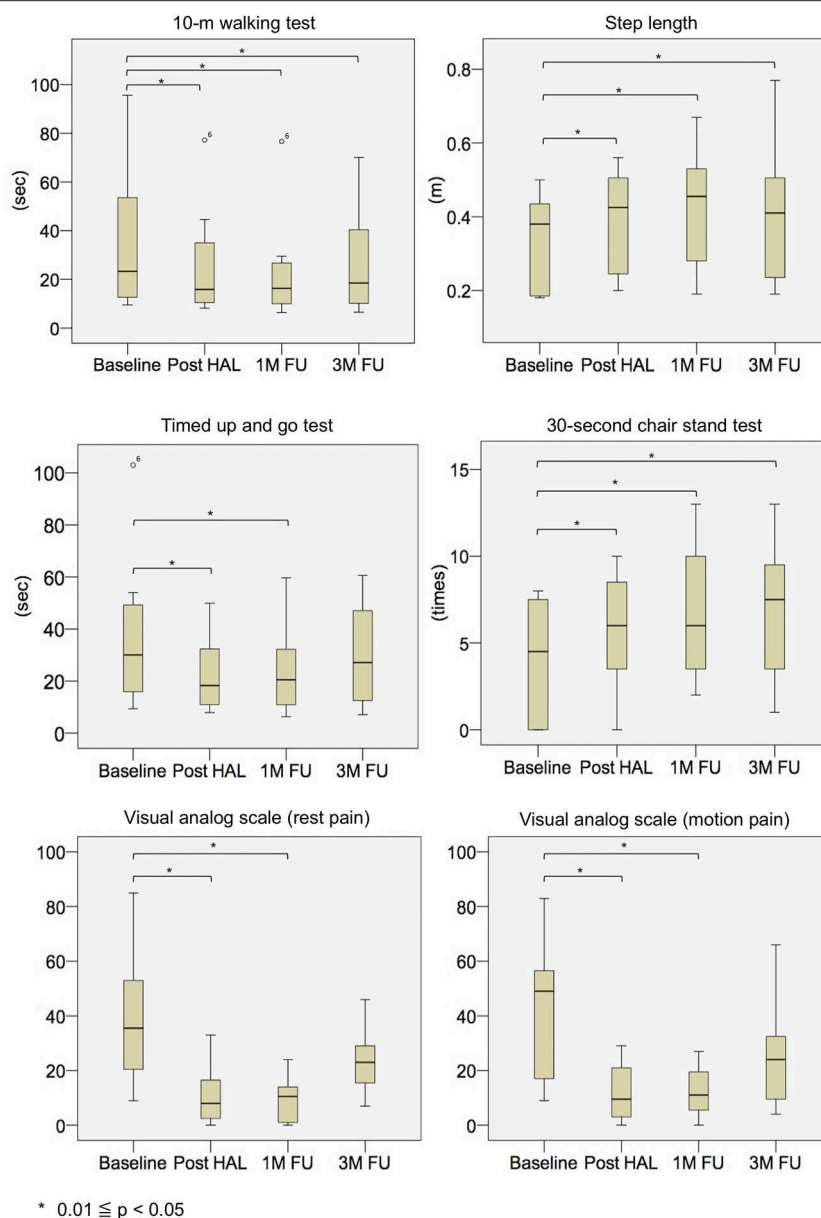 10-m walking test
*
*
*
100
80
60
40
20
0
(sec)
6
6
Baseline Post HAL 1M FU 3M FU
Step length
*
*
*
0.8
0.6
0.4
0.2
(m)
Baseline Post HAL 1M FU 3M FU
Timed up and go test
6
*
*
100
80
60
40
20
0
(sec)
Baseline Post HAL 1M FU 3M FU
30-second chair stand test
*
*
*
15
10
5
0
(times)
Baseline Post HAL 1M FU 3M FU
Visual analog scale (rest pain)
*
*
100
80
60
40
20
0
Baseline Post HAL 1M FU 3M FU
Visual analog scale (motion pain)
*
*
100
80
60
40
20
0
Baseline Post HAL 1M FU 3M FU
* 0.01 ≦ p < 0.05